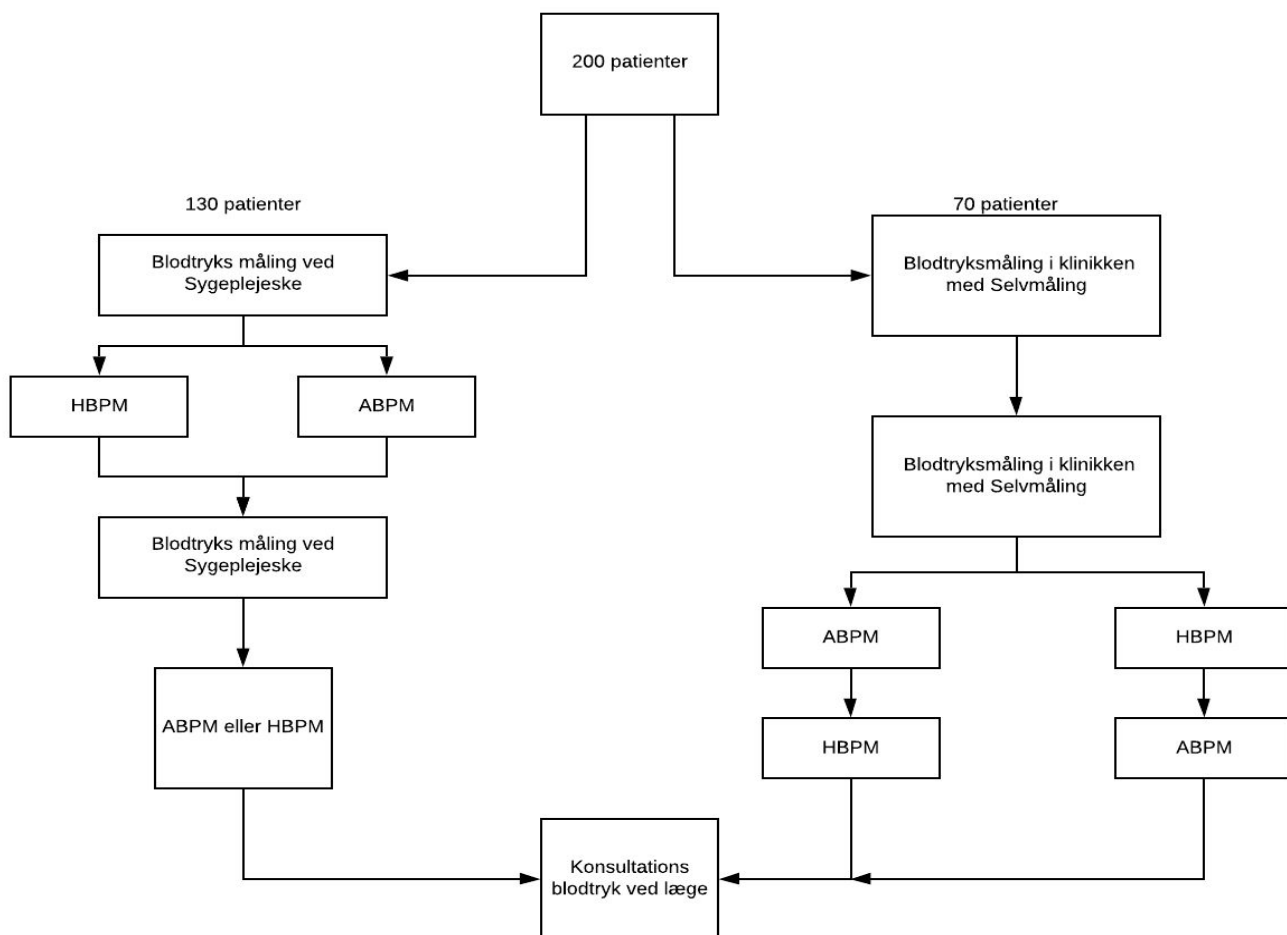 200 patienter
130 patienter
Blodtryks måling ved
Sygeplejeske
HBPM
ABPM
Blodtryks måling ved
Sygeplejeske
ABPM eller HBPM
70 patienter
Blodtryksmåling i klinikken
med Selvmåling
Blodtryksmåling i klinikken
med Selvmåling
ABPM
HBPM
HBPM
ABPM
Konsultations
blodtryk ved læge